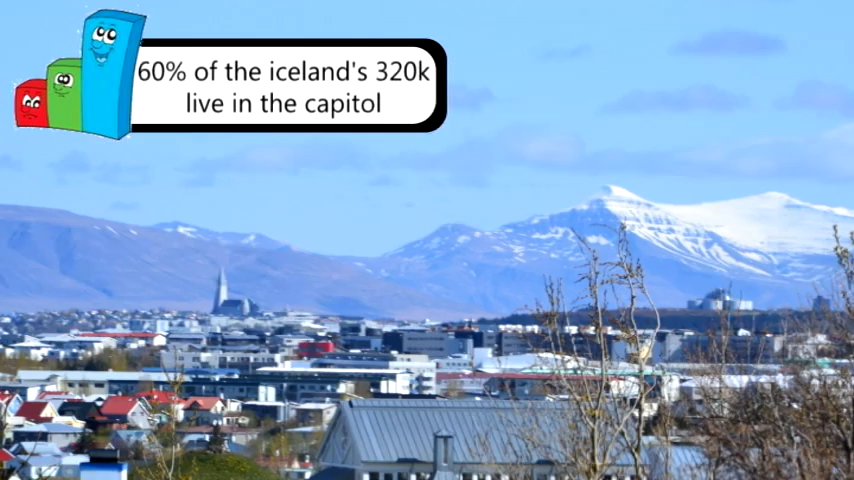 60% of the iceland's 320k
live in the capitol